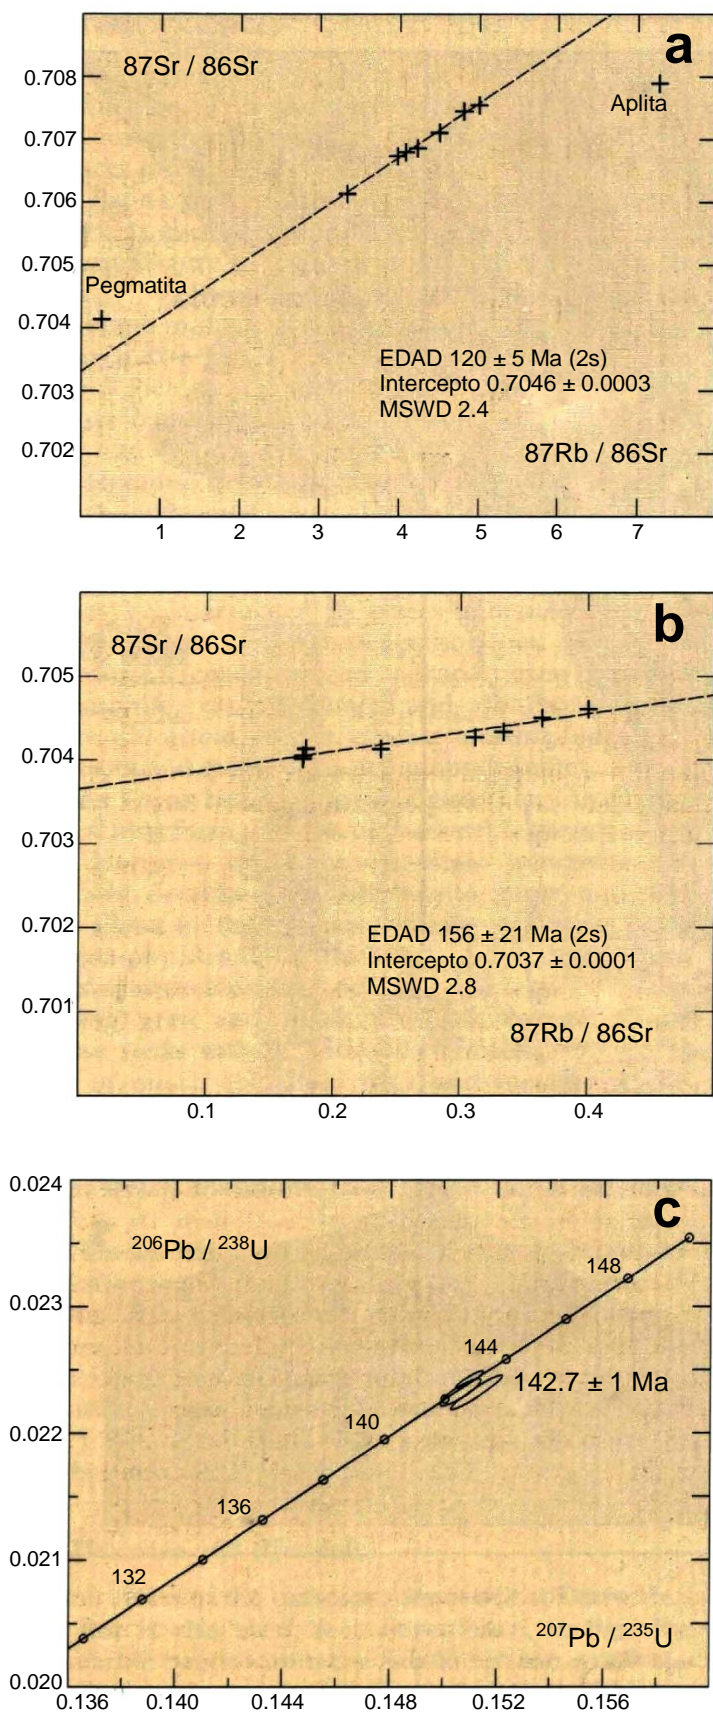 a
87Sr / 86Sr
0.708
Aplita
0.707
0.706
0.705
Pegmatita
0.704
EDAD 120 ± 5 Ma (2s)
0.703
Intercepto 0.7046 ± 0.0003
MSWD 2.4
0.702
87Rb / 86Sr
1 2 3 4 5 6 7
b
87Sr / 86Sr
0.705
0.704
0.703
0.702
EDAD 156 ± 21 Ma (2s)
Intercepto 0.7037 ± 0.0001
MSWD 2.8
0.701
87Rb / 86Sr
0.1 0.2 0.3 0.4
0.024
c
206Pb / 238U
148
0.023
144
142.7 ± 1 Ma
140
0.022
136
0.021
132
207Pb / 235U
0.020
0.136 0.140 0.144 0.148 0.152 0.156